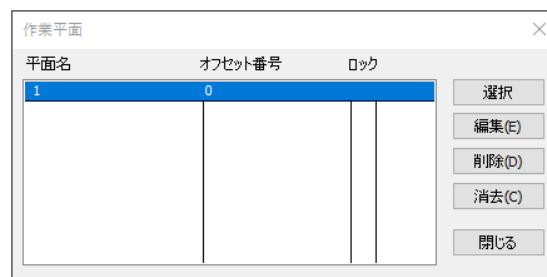 作業平面
平面名 オフセット番号 ロック
1 0
選択
編集(E)
削除(D)
消去(C)
閉じる